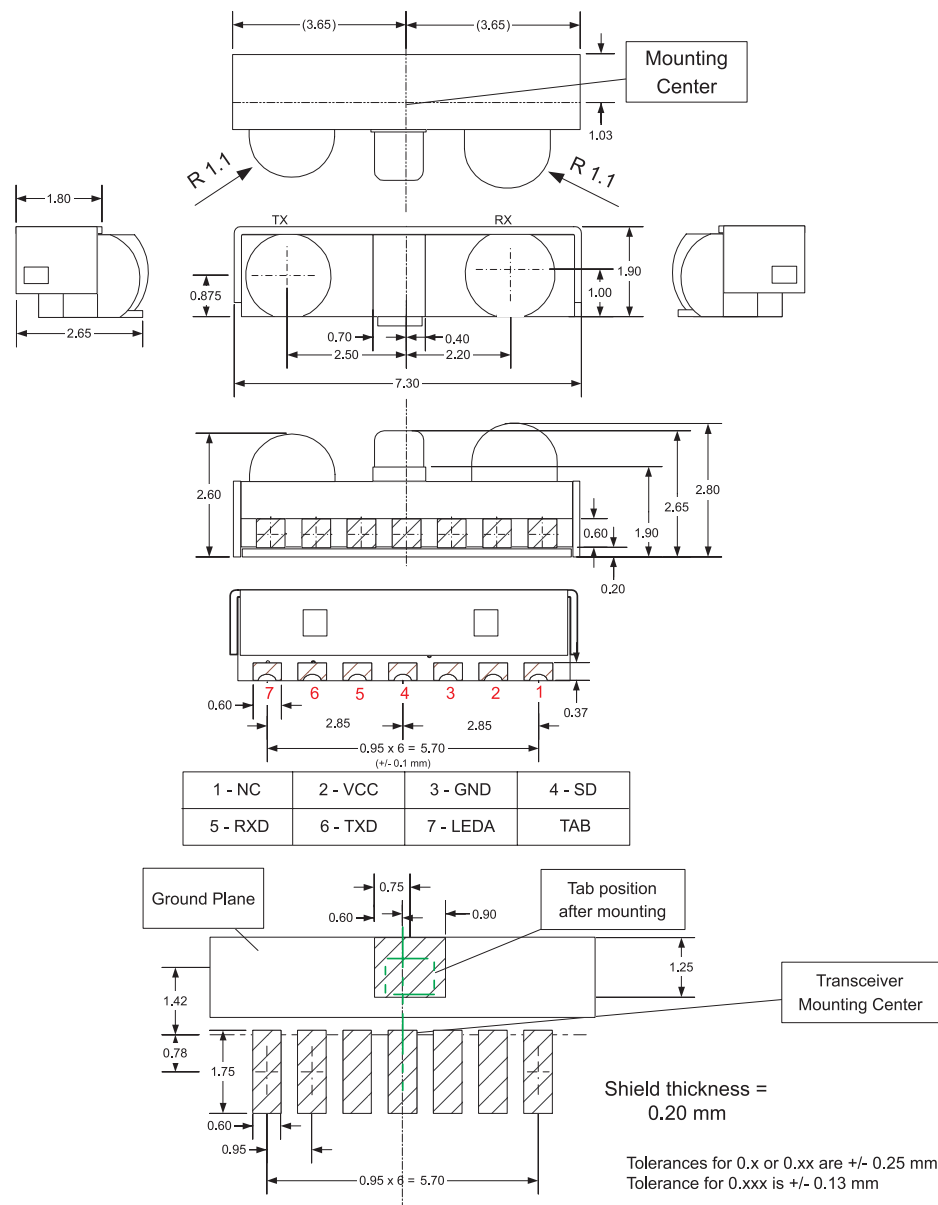 (3.65) (3.65)
Mounting
Center
1.03
R 1.1 R 1.1
1.80
TX RX
1.90
1.00
0.875
2.65
0.70 0.40
2.50 2.20
7.30
2.60
2.80
2.65
1.90
0.60
0.20
7 6 5 4 3 2 1
0.60
0.37
2.85 2.85
0.95 x 6 = 5.70
(+/- 0.1 mm)
1 - NC 2 - VCC 3 - GND 4 - SD
5 - RXD 6 - TXD 7 - LEDA TAB
0.75
Ground Plane
Tab position
after mounting
0.60 0.90
1.25
1.42
Transceiver
Mounting Center
0.78
1.75
Shield thickness =
0.20 mm
0.60
0.95
0.95 x 6 = 5.70
Tolerances for 0.x or 0.xx are +/- 0.25 mm
Tolerance for 0.xxx is +/- 0.13 mm